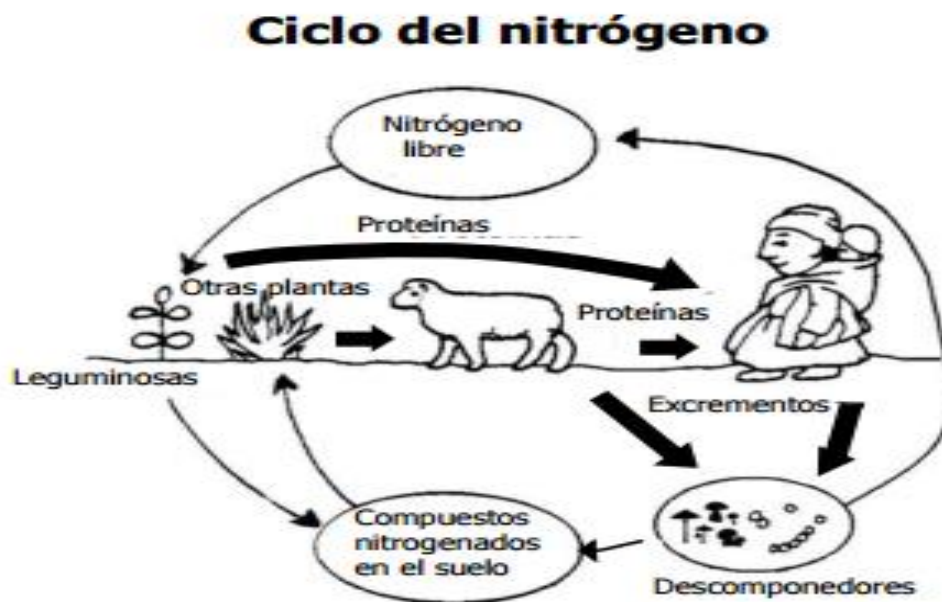 Ciclo del nitrógeno
Nitrógeno
libre
Proteínas
Otras plantas
Proteínas
Leguminosas
Excrementos
Compuestos
nitrogenados
en el suelo
Descomponedores